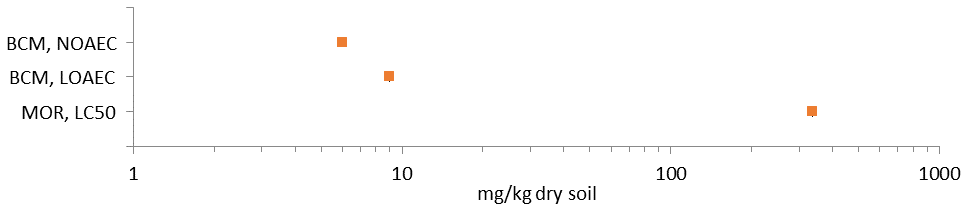 BCM, NOAEC
BCM, LOAEC
MOR, LC50
1 10 100 1000
mg/kg dry soil